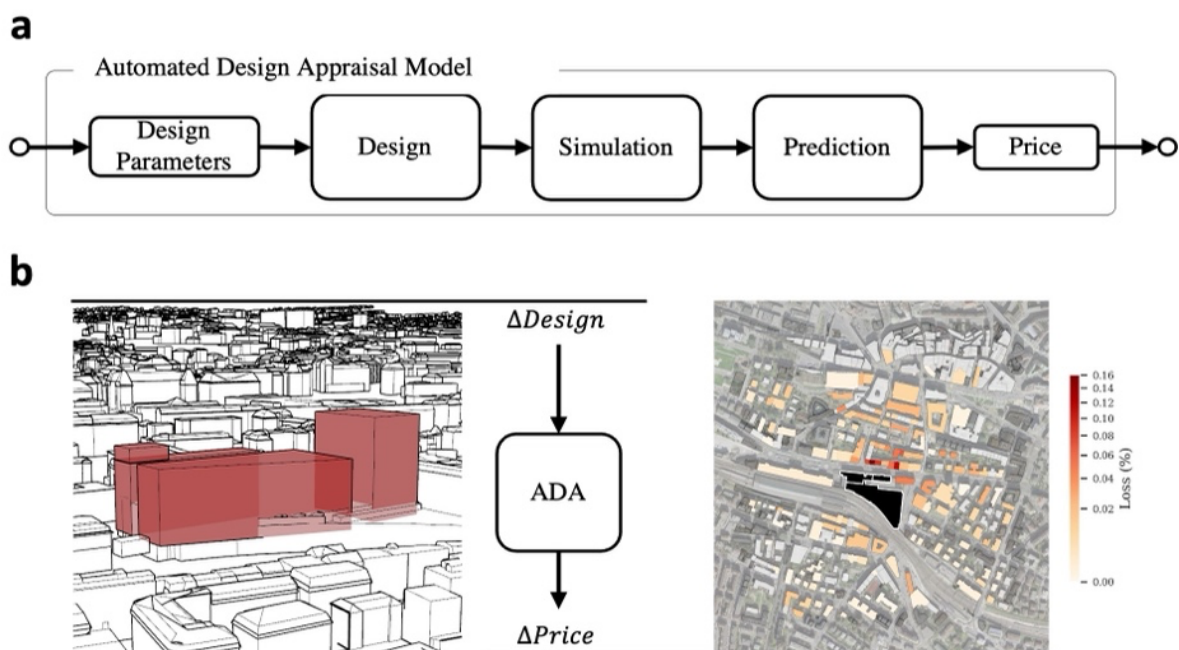 a
Automated Design Appraisal Model
Design
Parameters
Design
Simulation
Prediction
Price
b
ΔDesign
ADA
ΔPrice
0.16
0.14
0.12
0.10
0.08
0.06
0.04
0.02
0.00
Loss (%)